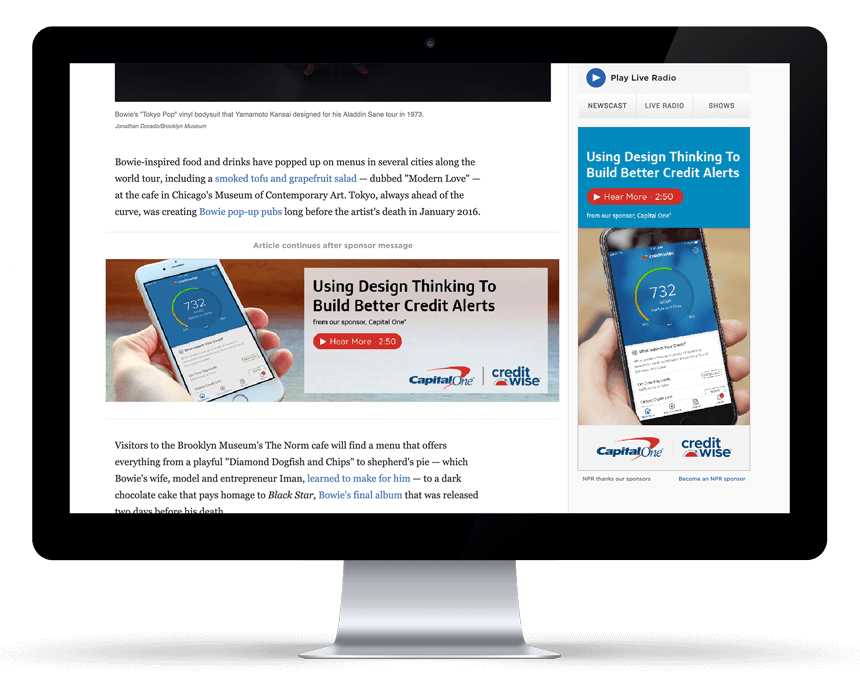 Bowie's "Tokyo Pop" vinyl bodysuit that Yamamoto Kansai designed for his Aladdin Sane tour in 1973.
Jonathan Dorado/Brooklyn Museum
Bowie-inspired food and drinks have popped up on menus in several cities along the
world tour, including a smoked tofu and grapefruit salad — dubbed "Modern Love" —
at the cafe in Chicago's Museum of Contemporary Art. Tokyo, always ahead of the
curve, was creating Bowie pop-up pubs long before the artist's death in January 2016.
Article continues after sponsor message
732
Using Design Thinking To
Build Better Credit Alerts
from our sponsor, Capital One®
Hear More · 2:50
Capital One®
credit
wise
Visitors to the Brooklyn Museum's The Norm cafe will find a menu that offers
everything from a playful "Diamond Dogfish and Chips" to shepherd's pie — which
Bowie's wife, model and entrepreneur Iman, learned to make for him — to a dark
chocolate cake that pays homage to Black Star, Bowie's final album that was released
two days before his death
Play Live Radio
NEWSCAST
LIVE RADIO
SHOWS
Using Design Thinking To
Build Better Credit Alerts
Hear More · 2:50
from our sponsor, Capital One®
creditwise
732
What Impacts Your Credit?
Capital One®
credit
wise
NPR thanks our sponsors
Become an NPR sponsor